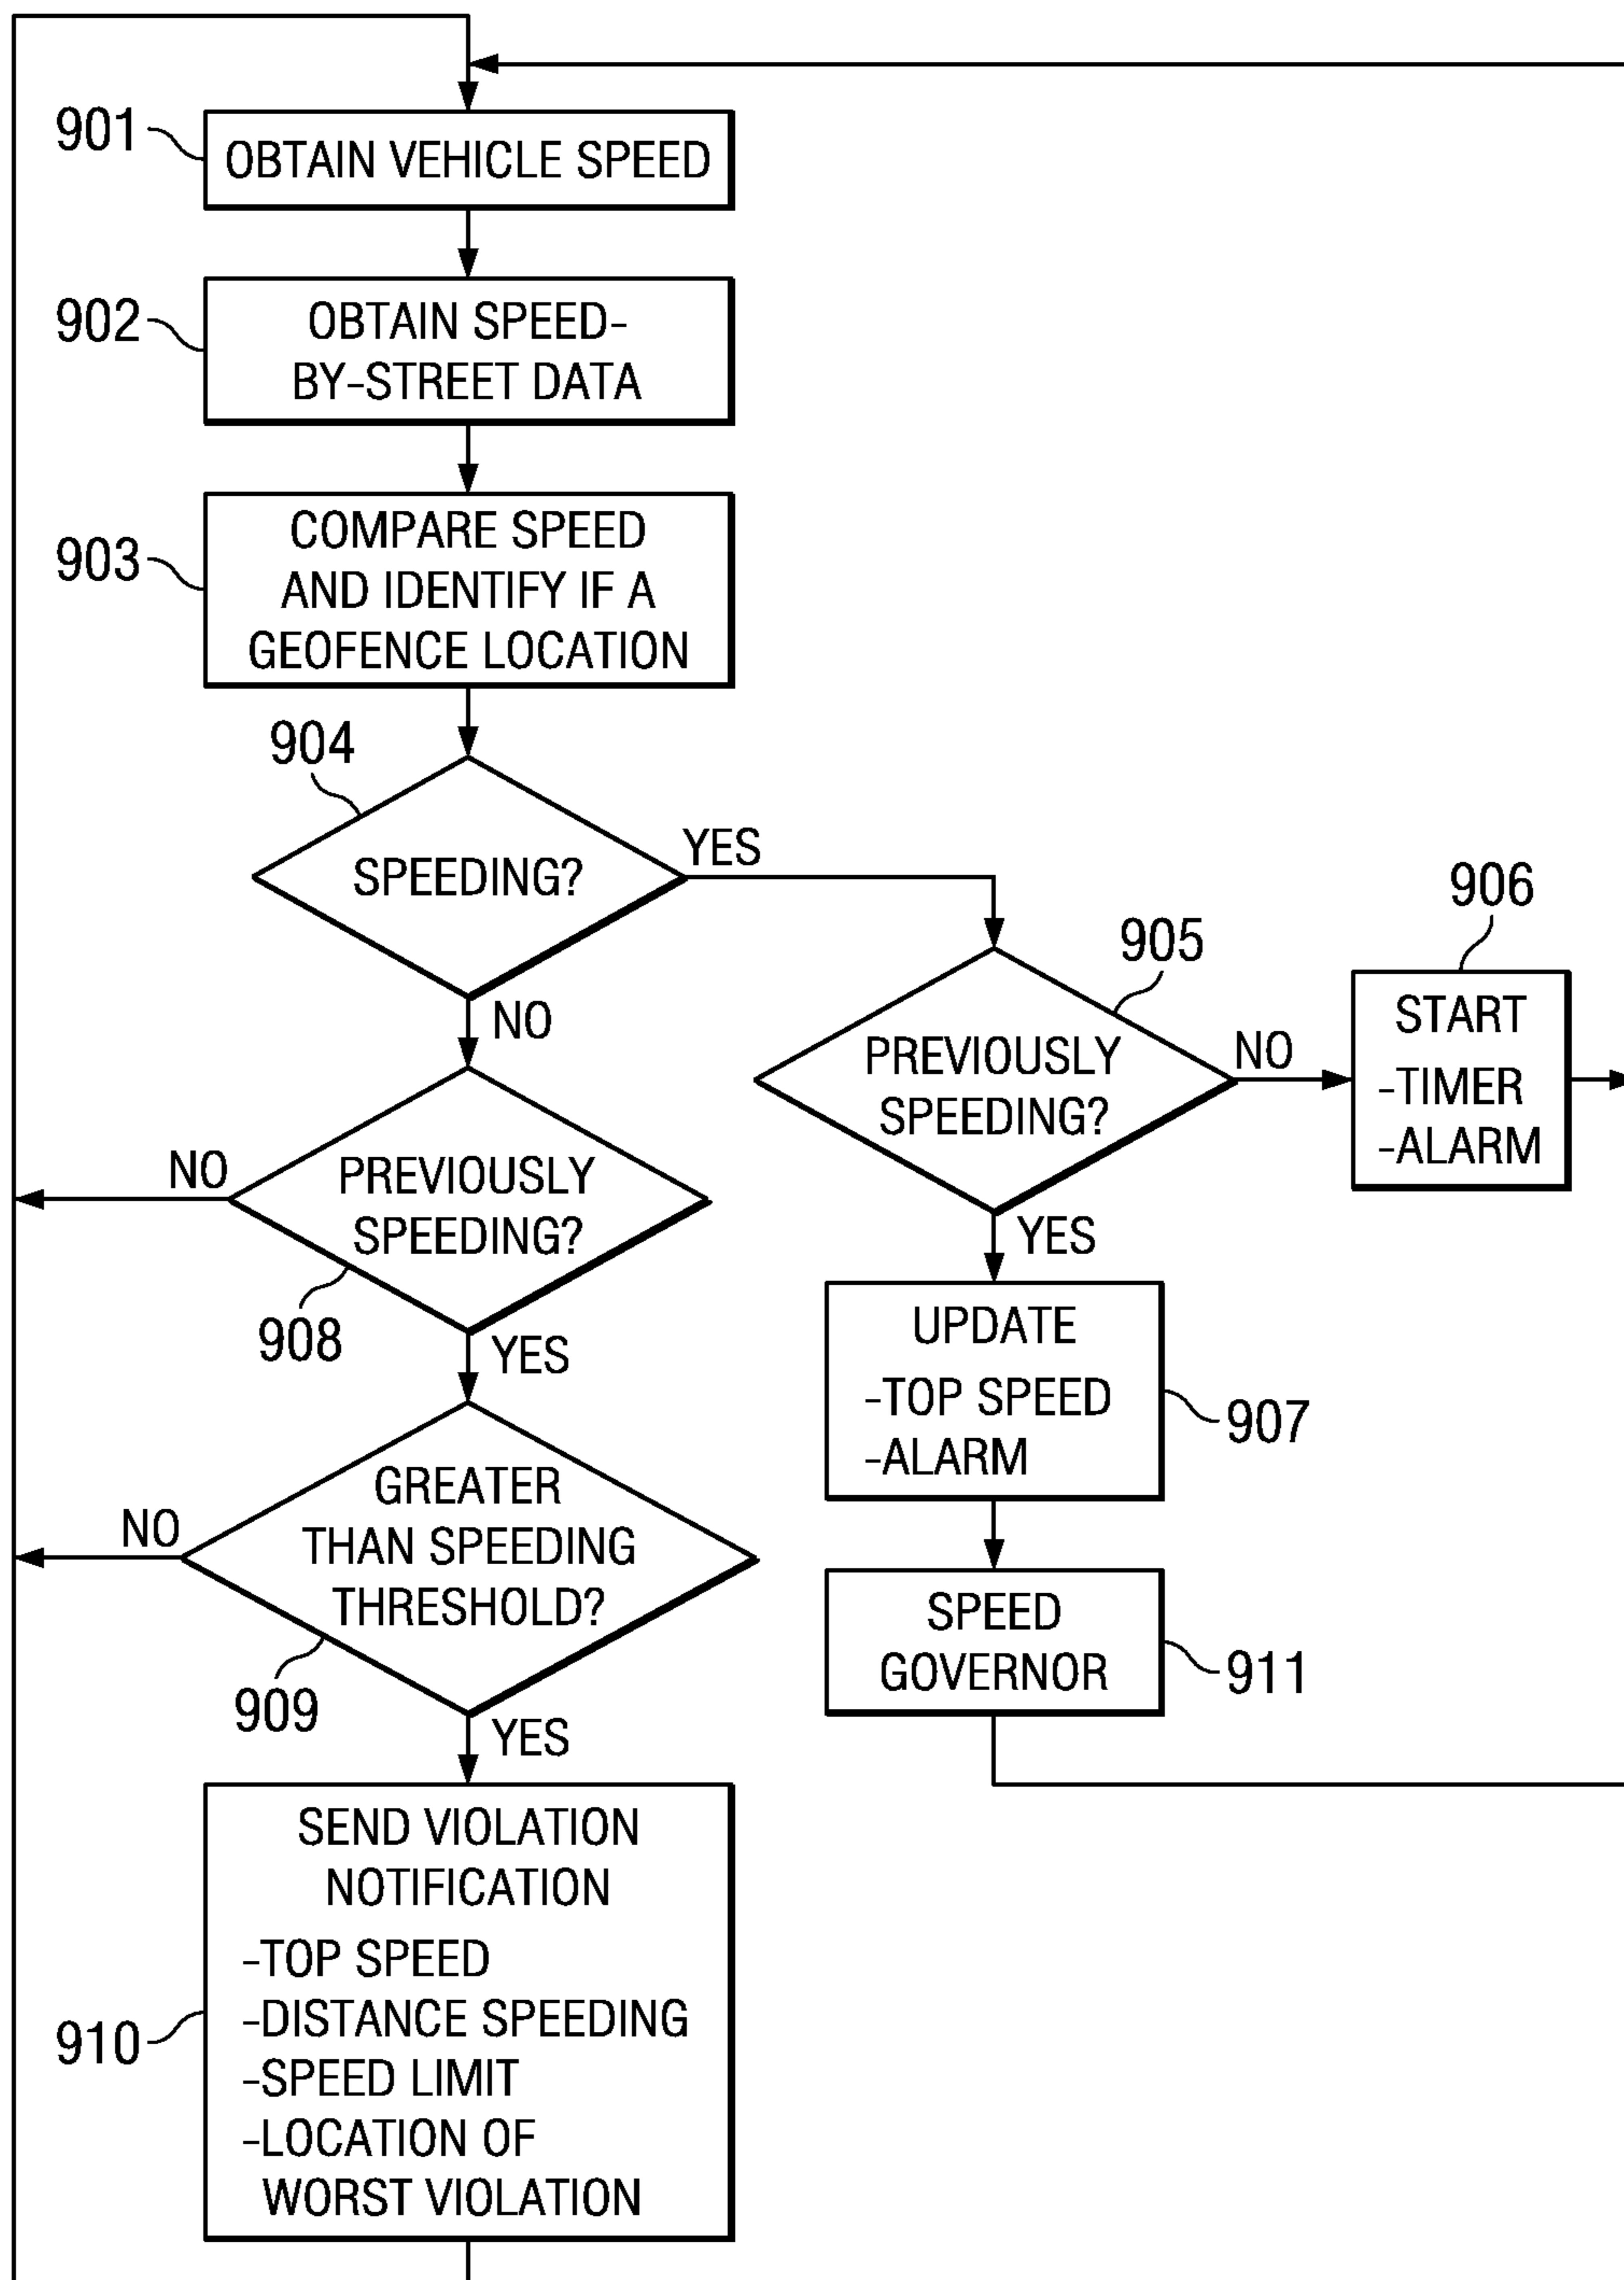 901
OBTAIN VEHICLE SPEED
902
OBTAIN SPEED-
BY-STREET DATA
903
COMPARE SPEED
AND IDENTIFY IF A
GEOFENCE LOCATION
904
SPEEDING?
YES
NO
905
PREVIOUSLY
SPEEDING?
NO
906
START
-TIMER
-ALARM
YES
UPDATE
-TOP SPEED
-ALARM
907
SPEED
GOVERNOR
911
NO
PREVIOUSLY
SPEEDING?
908
YES
NO
GREATER
THAN SPEEDING
THRESHOLD?
909
YES
SEND VIOLATION
NOTIFICATION
-TOP SPEED
-DISTANCE SPEEDING
-SPEED LIMIT
-LOCATION OF
WORST VIOLATION
910